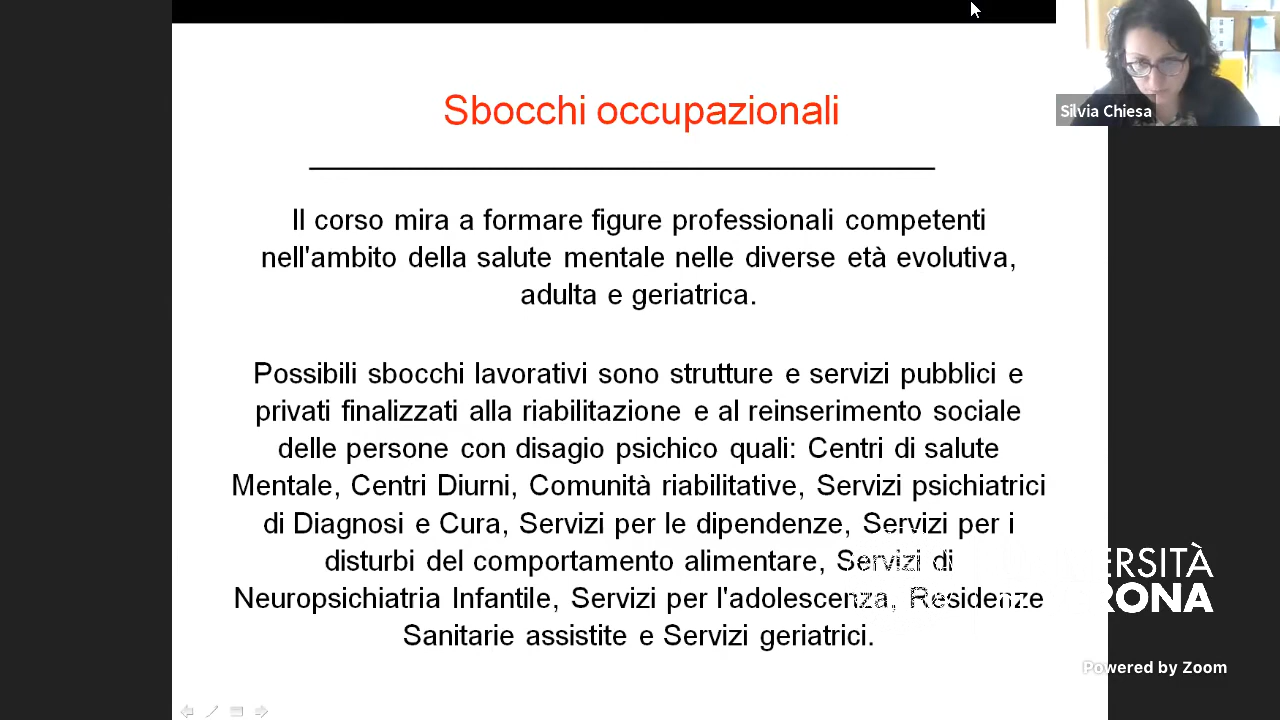 Sbocchi occupazionali
Silvia Chiesa
Il corso mira a formare figure professionali competenti
nell'ambito della salute mentale nelle diverse età evolutiva,
adulta e geriatrica.
Possibili sbocchi lavorativi sono strutture e servizi pubblici e
privati finalizzati alla riabilitazione e al reinserimento sociale
delle persone con disagio psichico quali: Centri di salute
Mentale, Centri Diurni, Comunità riabilitative, Servizi psichiatrici
di Diagnosi e Cura, Servizi per le dipendenze, Servizi per i
disturbi del comportamento alimentare, Servizi di
Neuropsichiatria Infantile, Servizi per l'adolescenza, Residenze
Sanitarie assistite e Servizi geriatrici.
Powered by Zoom